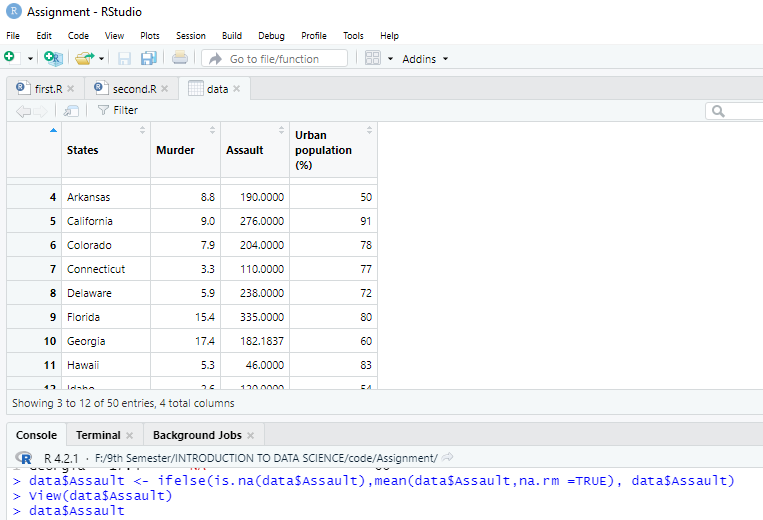 Assignment - RStudio
File Edit Code View Plots Session Build Debug Profile Tools Help
Go to file/function Addins
first.R second.R data
Filter
States Murder Assault Urban population (%)
4 Arkansas 8.8 190.0000 50
5 California 9.0 276.0000 91
6 Colorado 7.9 204.0000 78
7 Connecticut 3.3 110.0000 77
8 Delaware 5.9 238.0000 72
9 Florida 15.4 335.0000 80
10 Georgia 17.4 182.1837 60
11 Hawaii 5.3 46.0000 83
12 Idaho 2.6 120.0000 54
Showing 3 to 12 of 50 entries, 4 total columns
Console Terminal Background Jobs
R 4.2.1 · F:/9th Semester/INTRODUCTION TO DATA SCIENCE/code/Assignment/
> data$Assault <- ifelse(is.na(data$Assault),mean(data$Assault,na.rm =TRUE), data$Assault)
> View(data$Assault)
> data$Assault